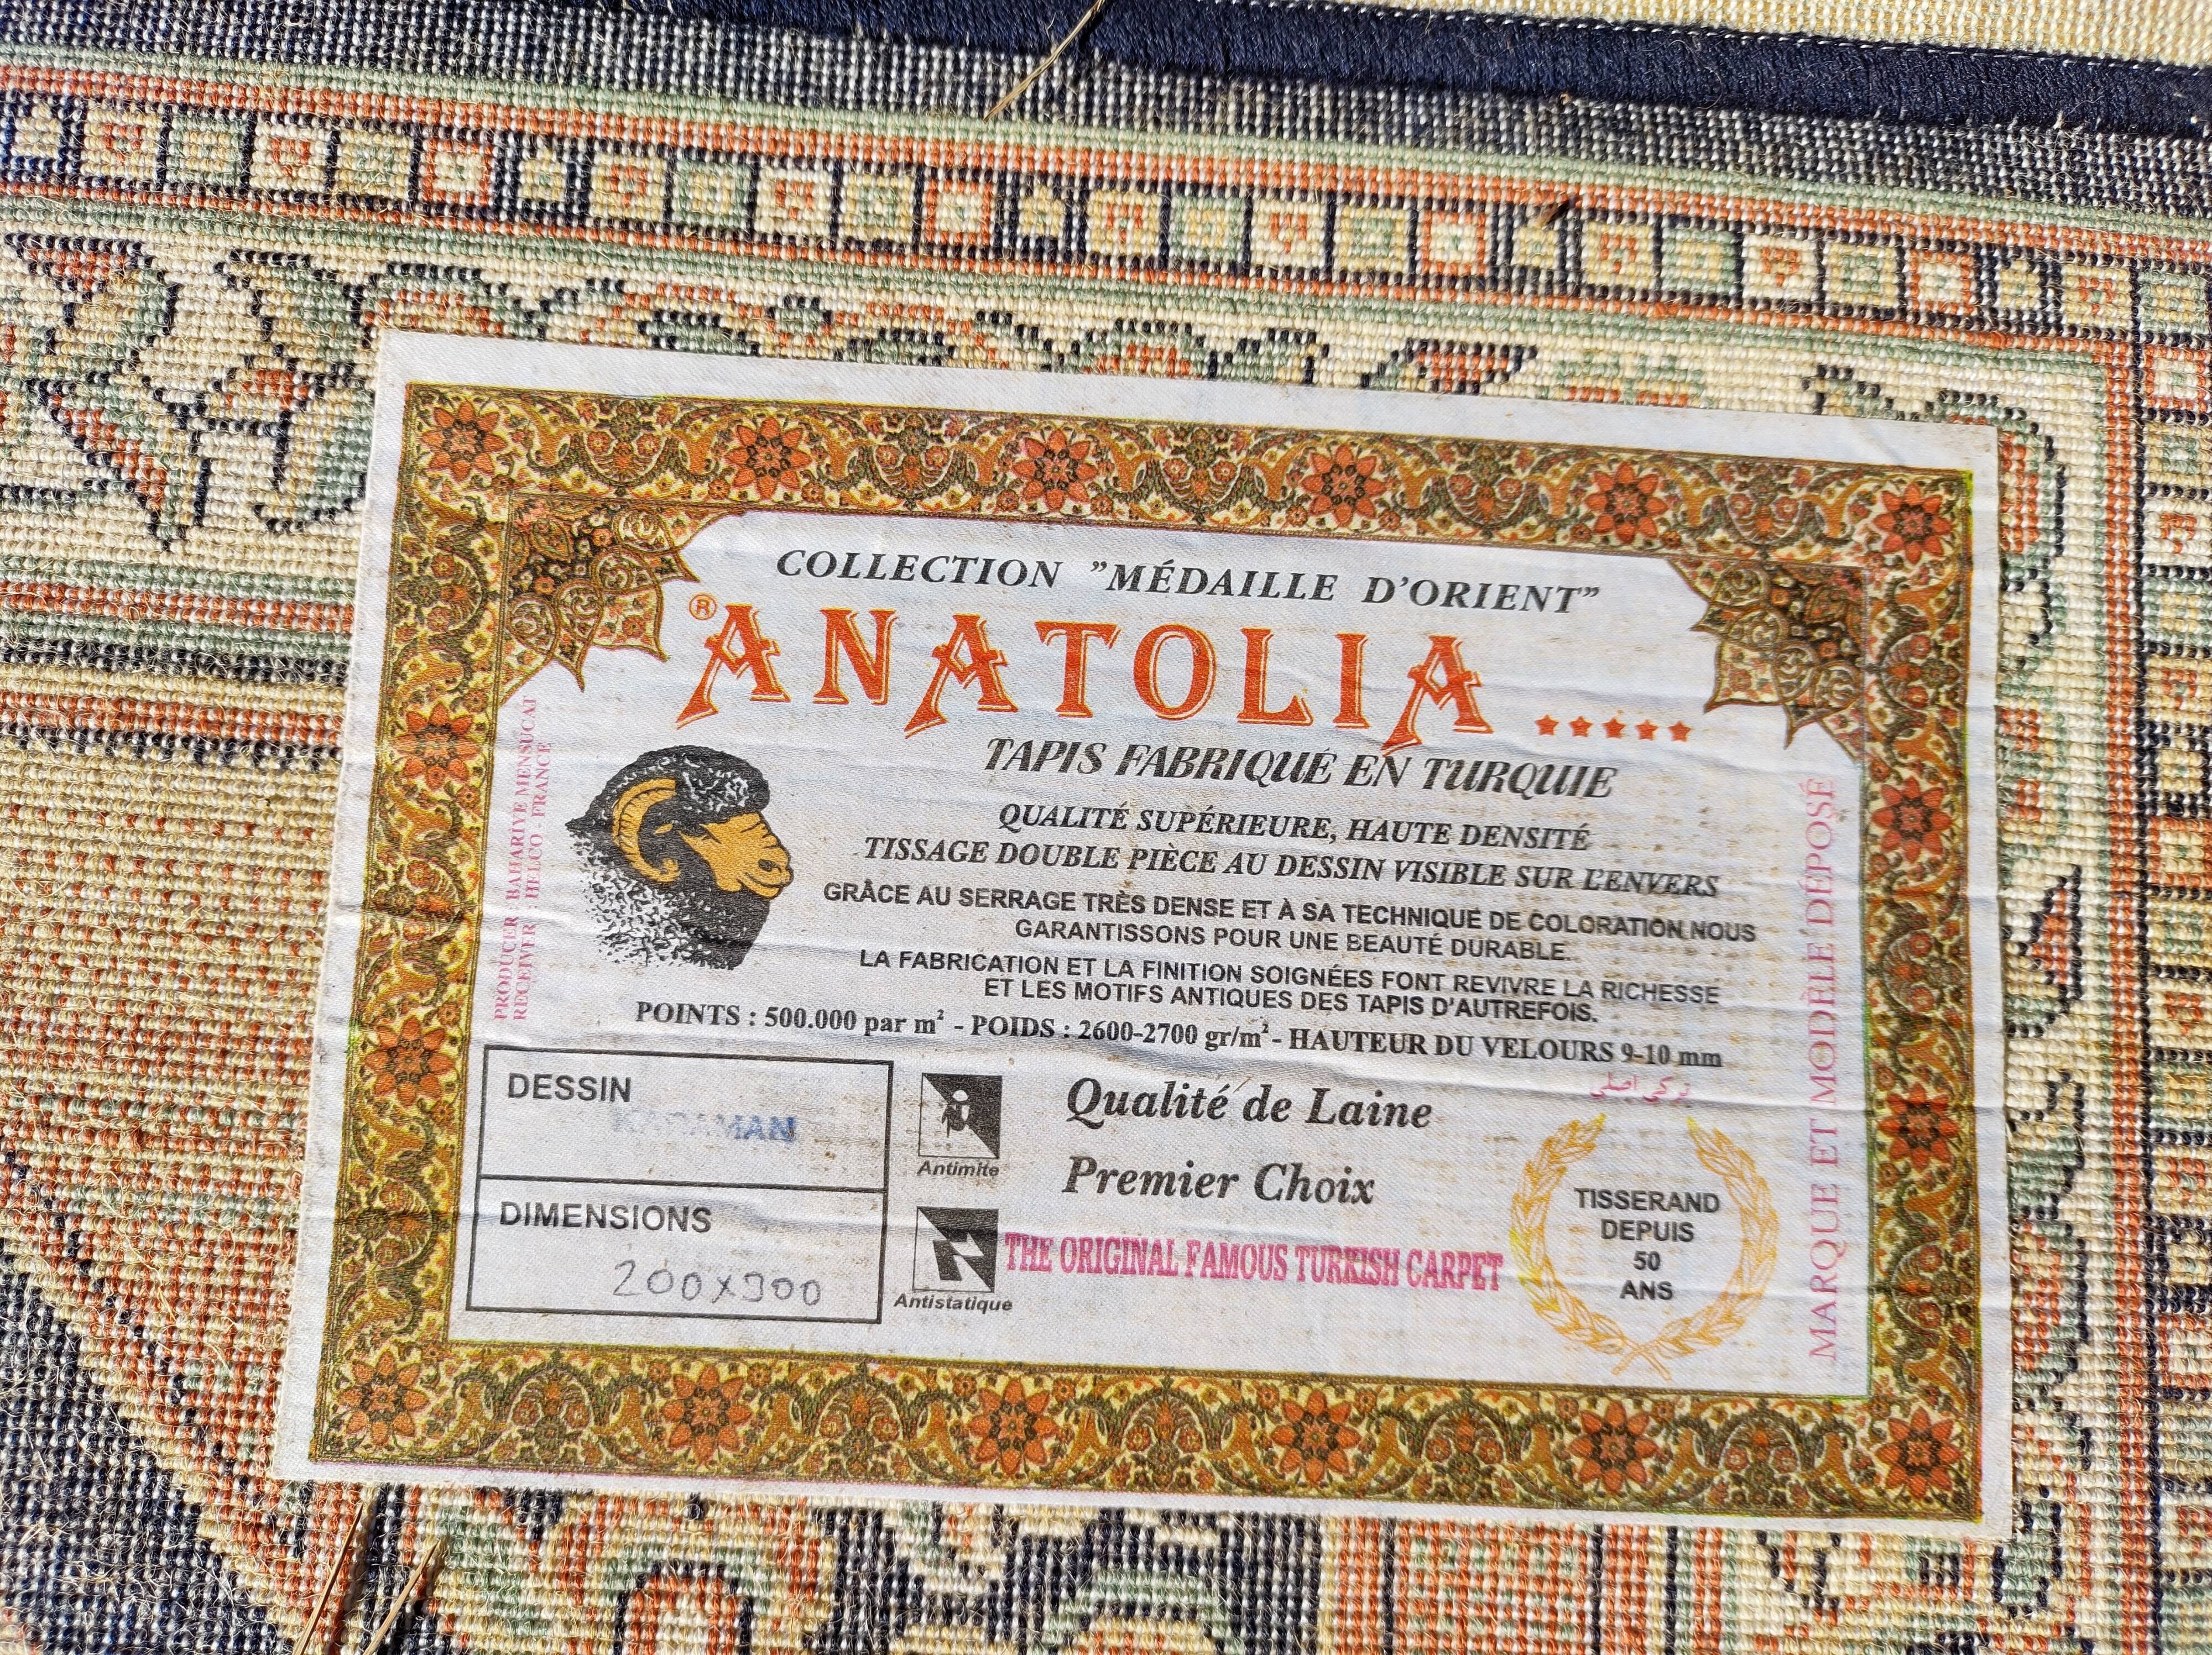 COLLECTION "MÉDAILLE D'ORIENT"
® ANATOLIA
TAPIS FABRIQUÉ EN TURQUIE
QUALITÉ SUPÉRIEURE, HAUTE DENSITÉ
TISSAGE DOUBLE PIÈCE AU DESSIN VISIBLE SUR L'ENVERS
GRÂCE AU SERRAGE TRÈS DENSE ET À SA TECHNIQUE DE COLORATION NOUS
GARANTISSONS POUR UNE BEAUTÉ DURABLE.
LA FABRICATION ET LA FINITION SOIGNÉES FONT REVIVRE LA RICHESSE
ET LES MOTIFS ANTIQUES DES TAPIS D'AUTREFOIS.
POINTS : 500.000 par m² - POIDS : 2600-2700 gr/m² - HAUTEUR DU VELOURS 9-10 mm
PRODUCER BAHARIYE MENSUCAT
RECEIVER : HELCO FRANCE
DESSIN
KARAMAN
DIMENSIONS
200x300
Antimite
Antistatique
Qualité de Laine
Premier Choix
THE ORIGINAL FAMOUS TURKISH CARPET
تركي اصلي
TISSERAND
DEPUIS
50
ANS
MARQUE ET MODÈLE DÉPOSÉ